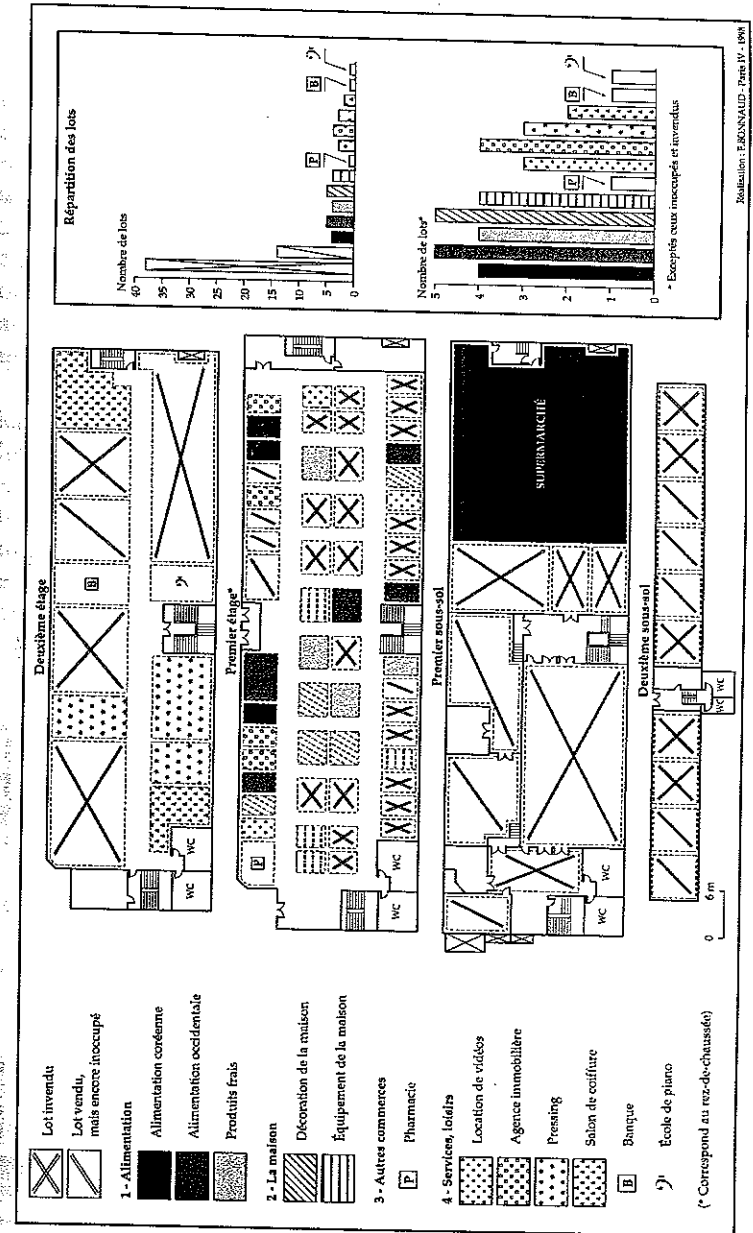 Lot invendu
Lot vendu,
mais encore inoccupé
1 - Alimentation
Alimentation coréenne
Alimentation occidentale
Produits frais
2 - La maison
Décoration de la maison
Équipement de la maison
3 - Autres commerces
P
Pharmacie
4 - Services, loisirs
Location de vidéos
Agence immobilière
Pressing
Salon de coiffure
B
Banque
École de piano
(* Correspond au rez-de-chaussée)
Deuxième étage
B
WC
WC
Premier étage*
P
WC
WC
Premier sous-sol
SUPERMARCHÉ
WC
WC
Deuxième sous-sol
WC
WC
0
6 m
Répartition des lots
Nombre de lots
40
35
30
25
20
15
10
5
0
P
B
Nombre de lots*
5
4
3
2
1
0
P
B
* Exceptés ceux inoccupés et invendus
Réalisation : F.BONNAUD - Paris IV - 1998